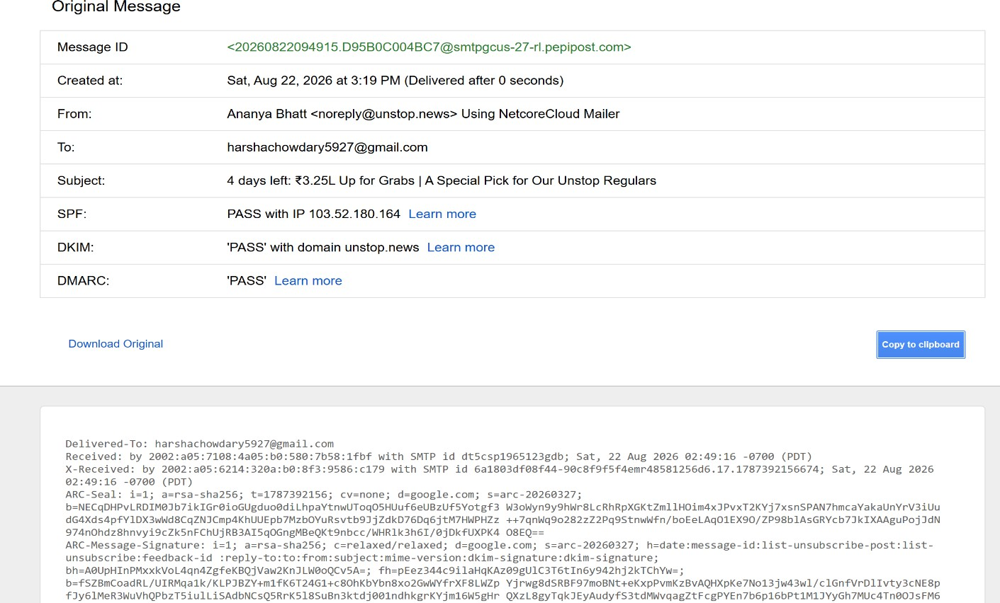 Original Message
Message ID <20260822094915.D95B0C004BC7@smtpgcus-27-rl.pepipost.com>
Created at: Sat, Aug 22, 2026 at 3:19 PM (Delivered after 0 seconds)
From: Ananya Bhatt <noreply@unstop.news> Using NetcoreCloud Mailer
To: harshachowdary5927@gmail.com
Subject: 4 days left: ₹3.25L Up for Grabs | A Special Pick for Our Unstop Regulars
SPF: PASS with IP 103.52.180.164 Learn more
DKIM: 'PASS' with domain unstop.news Learn more
DMARC: 'PASS' Learn more
Download Original
Copy to clipboard
Delivered-To: harshachowdary5927@gmail.com
Received: by 2002:a05:7108:4a05:b0:580:7b58:1fbf with SMTP id dt5csp1965123gdb; Sat, 22 Aug 2026 02:49:16 -0700 (PDT)
X-Received: by 2002:a05:6214:320a:b0:8f3:9586:c179 with SMTP id 6a1803df08f44-90c8f9f5f4emr48581256d6.17.1787392156674; Sat, 22 Aug 2026
02:49:16 -0700 (PDT)
ARC-Seal: i=1; a=rsa-sha256; t=1787392156; cv=none; d=google.com; s=arc-20260327;
b=NECqDHPvLRDIM0Jb7ikIGr0ioGUgduo0diLhpaYtnwUToqO5HUuf6eUBzUf5Yotgf3 W3oWyn9y9hWr8LcRhRpXGKtZmllHOim4xJPvxT2KYj7xsnSPAN7hmcaYakaUnYrV3iUu
dG4Xds4pfYlDX3wWd8CqZNJCmp4KhUUEpb7MzbOYuRsvtb9JjZdkD76Dq6jtM7HWPHZz ++7qnWq9o282zZ2Pq9StnwWfn/boEeLAqO1EX9O/ZP98blAsGRYcb7JkIXAAguPojJdN
974nOhdz8hnvyi9cZk5nFChUjRB3AI5qOGngMBeQKt9nbcc/WHRlk3h6I/0jDkfUXPK4 O8EQ==
ARC-Message-Signature: i=1; a=rsa-sha256; c=relaxed/relaxed; d=google.com; s=arc-20260327; h=date:message-id:list-unsubscribe-post:list-
unsubscribe:feedback-id :reply-to:to:from:subject:mime-version:dkim-signature:dkim-signature;
bh=A0UpHInPMxxkVoL4qn4ZgfeKBQjVaw2KnJLW0oQCv5A=; fh=pEez344c9ilaHqKAz09gUlC3T6tIn6y942hj2kTChYw=;
b=fSZBmCoadRL/UIRMqa1k/KLPJBZY+m1fK6T24G1+c8OhKbYbn8xo2GwWYfrXF8LWZp Yjrwg8dSRBF97moBNt+eKxpPvmKzBvAQHXpKe7No13jw43wl/clGnfVrDlIvty3cNE8p
fJy6lMeR3WuVhQPbzT5iulLiSAdbNCsQ5RrK5l8SuBn3ktdj001ndhkgrKYjm16W5gHr QXzL8gyTqkJEyAudyfS3tdMWvqagZtFcgPYEn7b6p16bPt1M1JYyGh7MUc4Tn0OJsFM6